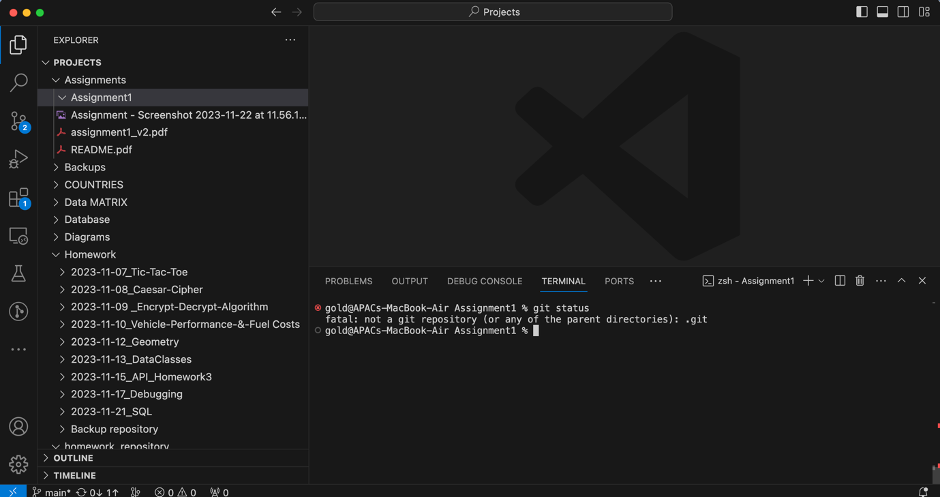 Projects
EXPLORER
PROJECTS
Assignments
Assignment1
Assignment - Screenshot 2023-11-22 at 11.56.1...
assignment1_v2.pdf
README.pdf
Backups
COUNTRIES
Data MATRIX
Database
Diagrams
Homework
2023-11-07_Tic-Tac-Toe
2023-11-08_Caesar-Cipher
2023-11-09 _Encrypt-Decrypt-Algorithm
2023-11-10_Vehicle-Performance-&-Fuel Costs
2023-11-12_Geometry
2023-11-13_DataClasses
2023-11-15_API_Homework3
2023-11-17_Debugging
2023-11-21_SQL
Backup repository
homework_repository
OUTLINE
TIMELINE
2
1
PROBLEMS OUTPUT DEBUG CONSOLE TERMINAL PORTS ... zsh - Assignment1
gold@APACs-MacBook-Air Assignment1 % git status
fatal: not a git repository (or any of the parent directories): .git
gold@APACs-MacBook-Air Assignment1 %
main* 0↓ 1↑ 0 0 0